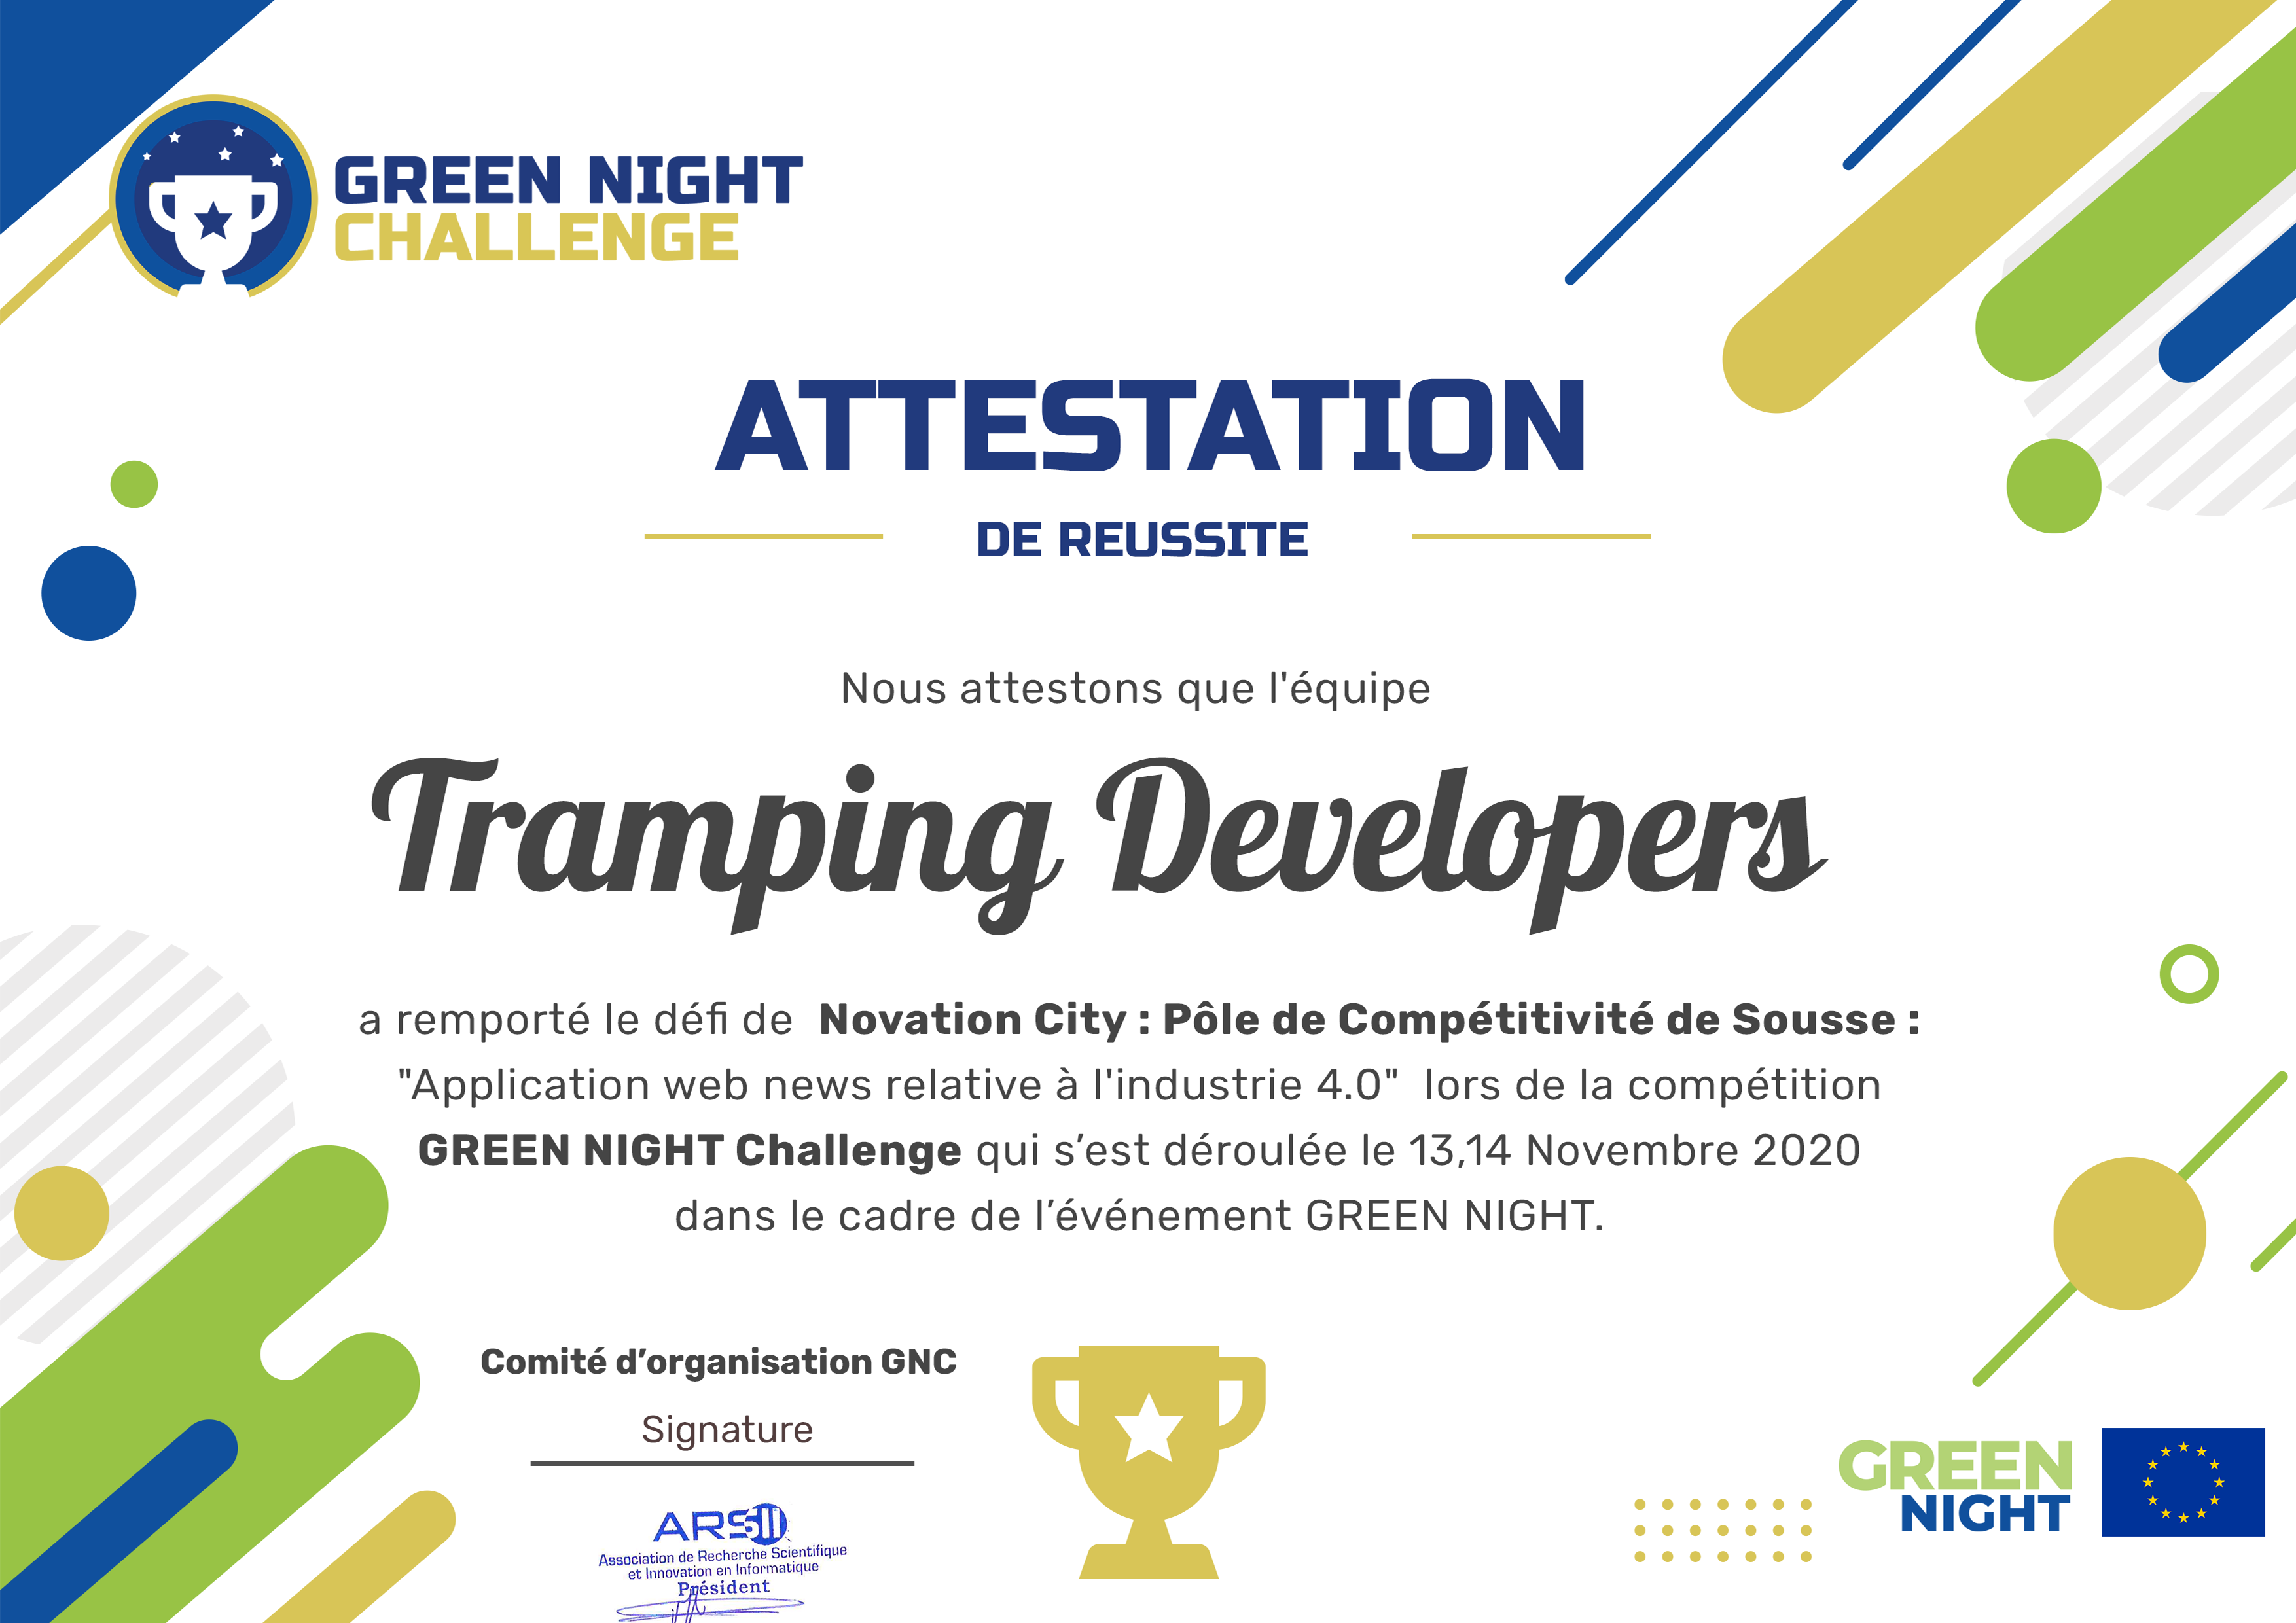 GREEN NIGHT
CHALLENGE
ATTESTATION
DE REUSSITE
Nous attestons que l'équipe
Tramping Developers
a remporté le défi de Novation City : Pôle de Compétitivité de Sousse :
"Application web news relative à l'industrie 4.0" lors de la compétition
GREEN NIGHT Challenge qui s’est déroulée le 13,14 Novembre 2020
dans le cadre de l’événement GREEN NIGHT.
Comité d’organisation GNC
Signature
ARSII
Association de Recherche Scientifique
et Innovation en Informatique
Président
GREEN
NIGHT